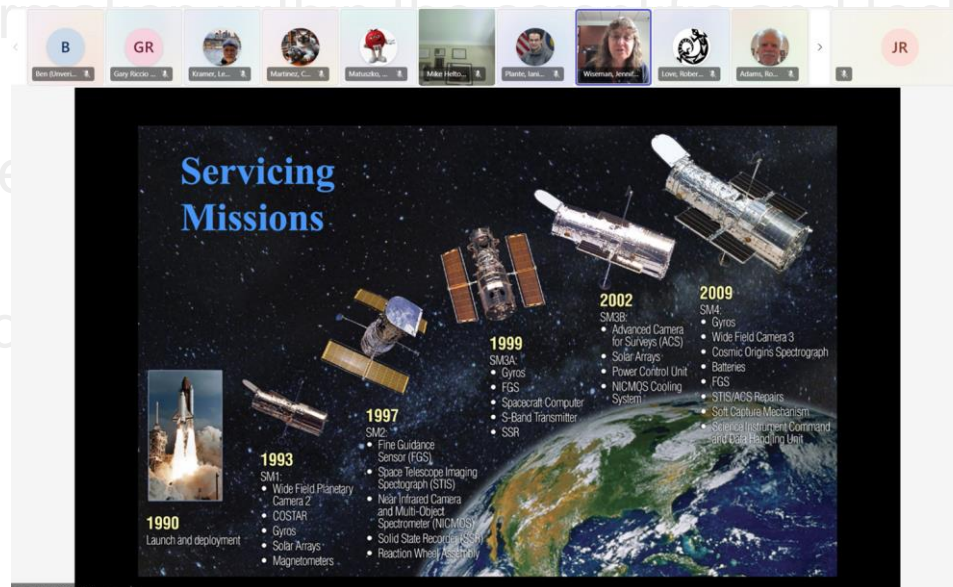 B
GR
JR
Ben (Unveri...
Gary Riccio ...
Kramer, Le...
Martinez, C...
Matuszko, ...
Mike Helto...
Plante, Iani...
Wiseman, Jennif...
Love, Rober...
Adams, Ro...
Servicing
Missions
1990
Launch and deployment
1993
SM1:
• Wide Field Planetary
Camera 2
• COSTAR
• Gyros
• Solar Arrays
• Magnetometers
1997
SM2:
• Fine Guidance
Sensor (FGS)
• Space Telescope Imaging
Spectrograph (STIS)
• Near Infrared Camera
and Multi-Object
Spectrometer (NICMOS)
• Solid State Recorder (SSR)
• Reaction Wheel Assembly
1999
SM3A:
• Gyros
• FGS
• Spacecraft Computer
• S-Band Transmitter
• SSR
2002
SM3B:
• Advanced Camera
for Surveys (ACS)
• Solar Arrays
• Power Control Unit
• NICMOS Cooling
System
2009
SM4:
• Gyros
• Wide Field Camera 3
• Cosmic Origins Spectrograph
• Batteries
• FGS
• STIS/ACS Repairs
• Soft Capture Mechanism
• Science Instrument Command
and Data Handling Unit